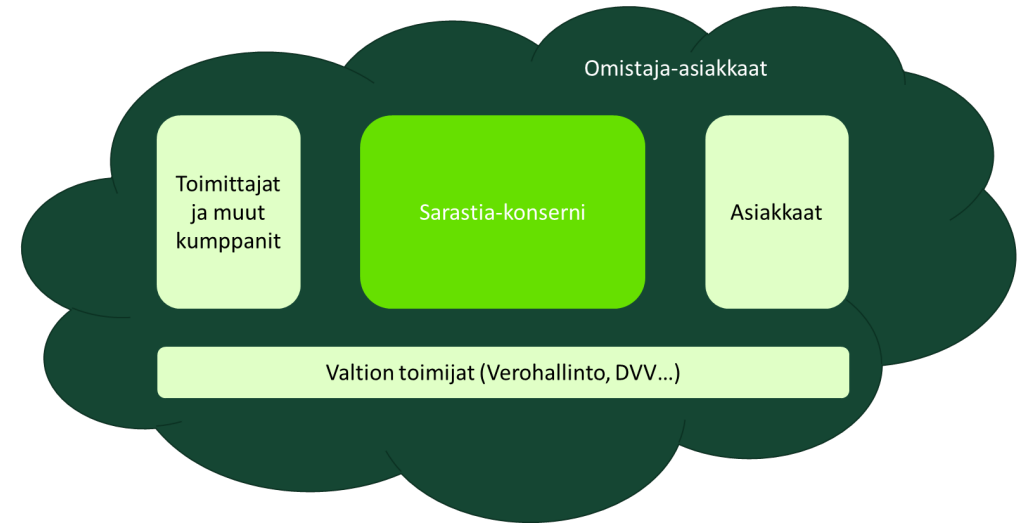 Omistaja-asiakkaat
Toimittajat
ja muut
kumppanit
Sarastia-konserni
Asiakkaat
Valtion toimijat (Verohallinto, DVV...)